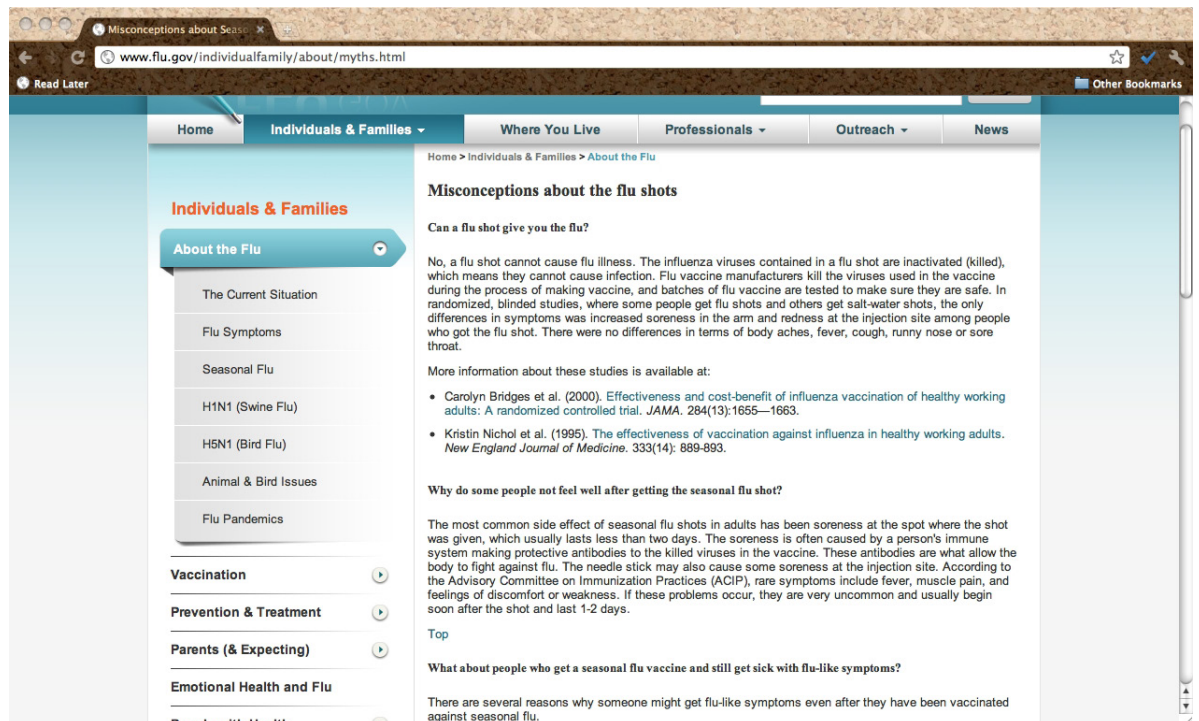 Misconceptions about Seaso
www.flu.gov/individualfamily/about/myths.html
Read Later
Other Bookmarks
Home
Individuals & Families
Where You Live
Professionals
Outreach
News
Home > Individuals & Families > About the Flu
Individuals & Families
About the Flu
The Current Situation
Flu Symptoms
Seasonal Flu
H1N1 (Swine Flu)
H5N1 (Bird Flu)
Animal & Bird Issues
Flu Pandemics
Vaccination
Prevention & Treatment
Parents (& Expecting)
Emotional Health and Flu
Misconceptions about the flu shots
Can a flu shot give you the flu?
No, a flu shot cannot cause flu illness. The influenza viruses contained in a flu shot are inactivated (killed),
which means they cannot cause infection. Flu vaccine manufacturers kill the viruses used in the vaccine
during the process of making vaccine, and batches of flu vaccine are tested to make sure they are safe. In
randomized, blinded studies, where some people get flu shots and others get salt-water shots, the only
differences in symptoms was increased soreness in the arm and redness at the injection site among people
who got the flu shot. There were no differences in terms of body aches, fever, cough, runny nose or sore
throat.
More information about these studies is available at:
• Carolyn Bridges et al. (2000). Effectiveness and cost-benefit of influenza vaccination of healthy working
adults: A randomized controlled trial. JAMA. 284(13):1655—1663.
• Kristin Nichol et al. (1995). The effectiveness of vaccination against influenza in healthy working adults.
New England Journal of Medicine. 333(14): 889-893.
Why do some people not feel well after getting the seasonal flu shot?
The most common side effect of seasonal flu shots in adults has been soreness at the spot where the shot
was given, which usually lasts less than two days. The soreness is often caused by a person's immune
system making protective antibodies to the killed viruses in the vaccine. These antibodies are what allow the
body to fight against flu. The needle stick may also cause some soreness at the injection site. According to
the Advisory Committee on Immunization Practices (ACIP), rare symptoms include fever, muscle pain, and
feelings of discomfort or weakness. If these problems occur, they are very uncommon and usually begin
soon after the shot and last 1-2 days.
Top
What about people who get a seasonal flu vaccine and still get sick with flu-like symptoms?
There are several reasons why someone might get flu-like symptoms even after they have been vaccinated
against seasonal flu.